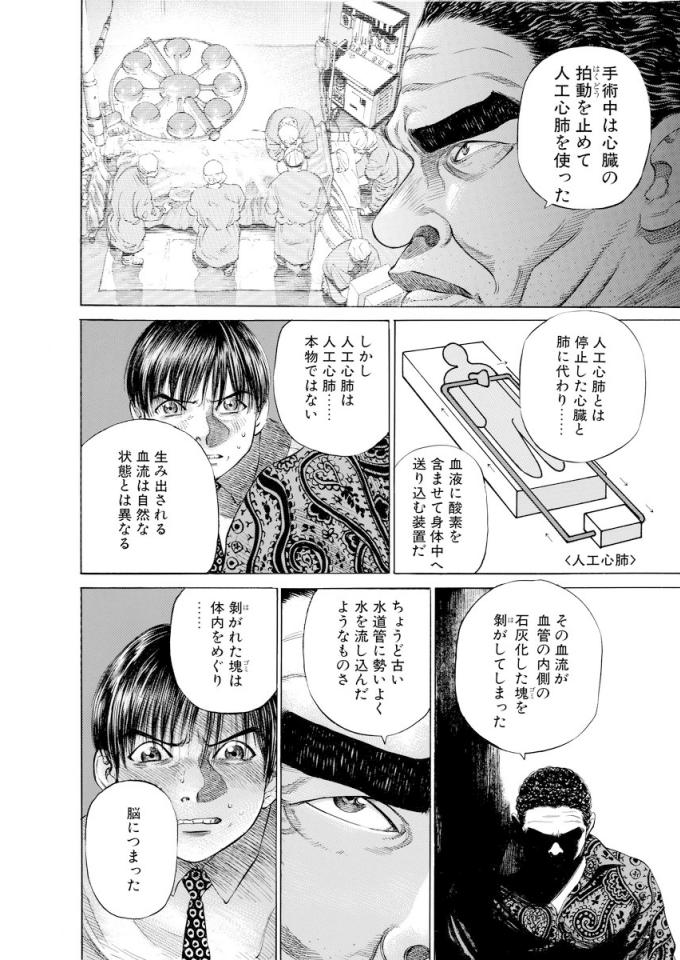 手術中は心臓の
拍動を止めて
人工心肺を使った
人工心肺とは
停止した心臓と
肺に代わり……
血液に酸素を
含ませて身体中へ
送り込む装置だ
〈人工心肺〉
しかし
人工心肺は
人工心肺……
本物ではない
生み出される
血流は自然な
状態とは異なる
その血流が
血管の内側の
石灰化した塊を
剝がしてしまった
ちょうど古い
水道管に勢いよく
水を流し込んだ
ようなものさ
剝がれた塊は
体内をめぐり
……
脳につまった